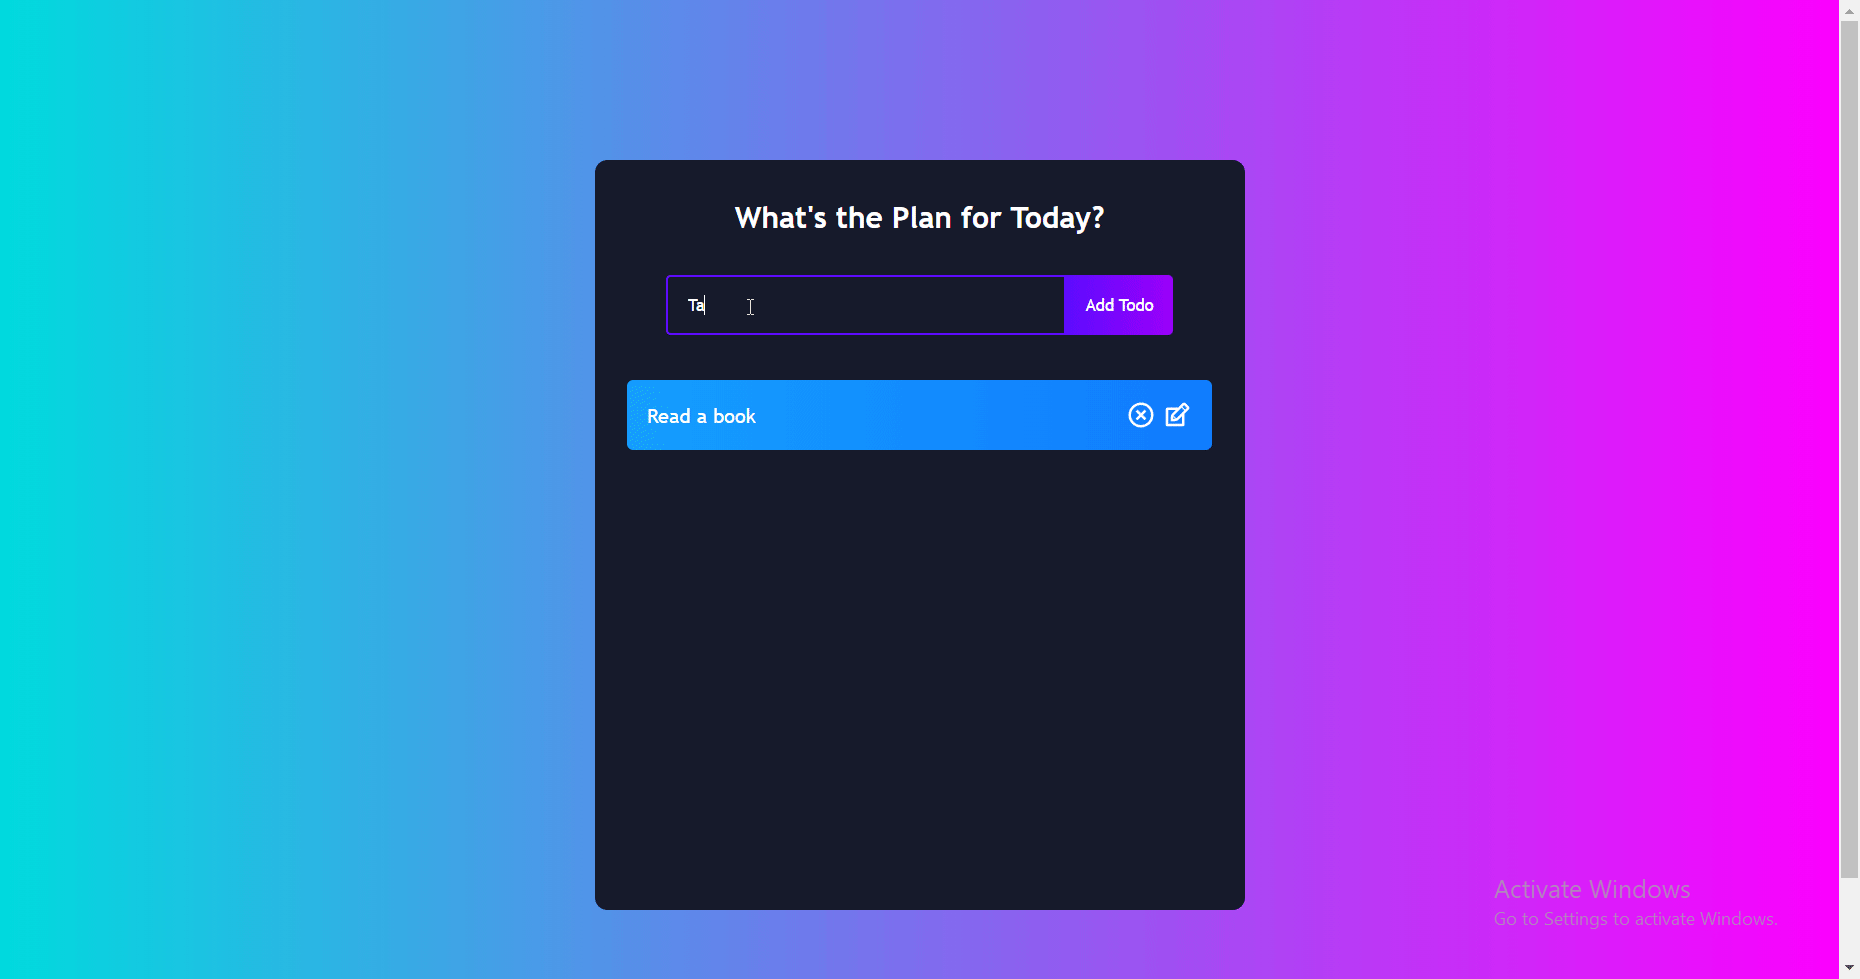 What's the Plan for Today?
Ta
Add Todo
Read a book
Activate Windows
Go to Settings to activate Windows.